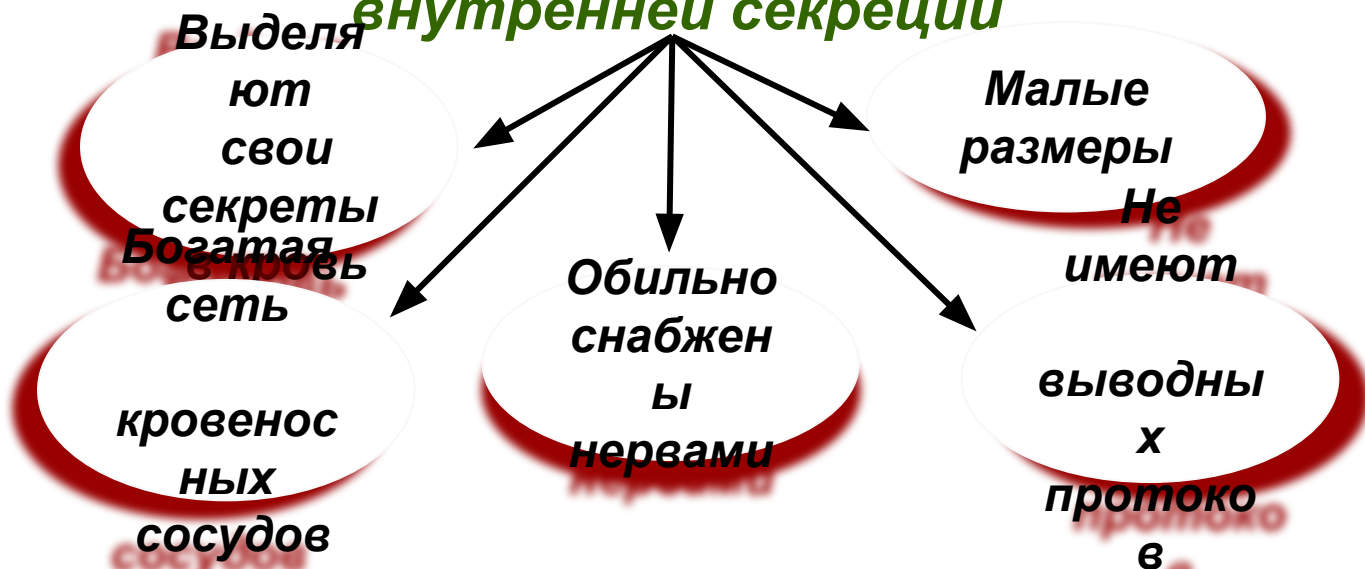 внутренней секреции
Выделя
ют
свои
секреты
в кровь
Малые
размеры
Богатая
сеть
кровенос
ных
сосудов
Обильно
снабжен
ы
нервами
Не
имеют
выводны
х
протоко
в